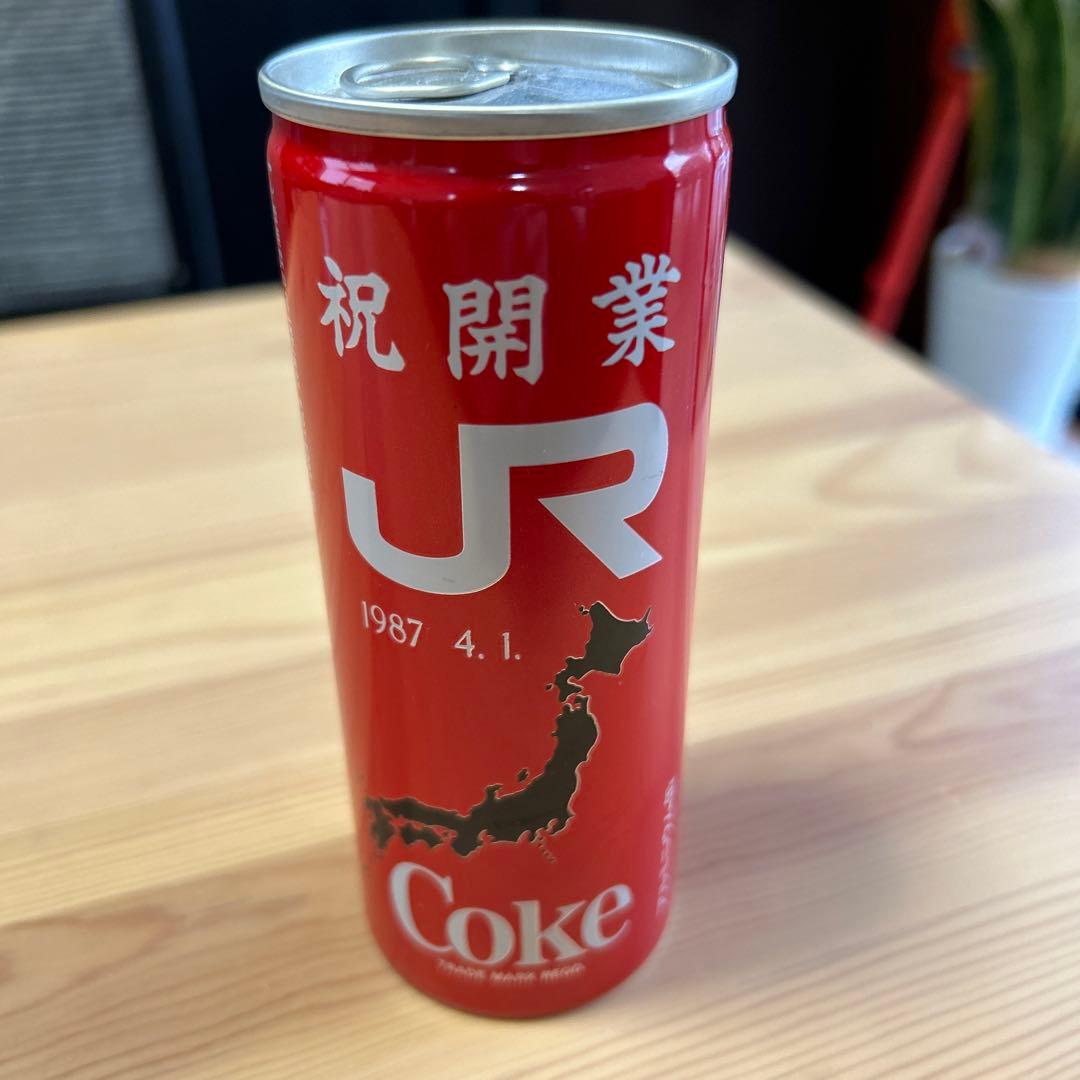 祝開業
JR
1987 4.1.
Coke
TRADE MARK REGD.